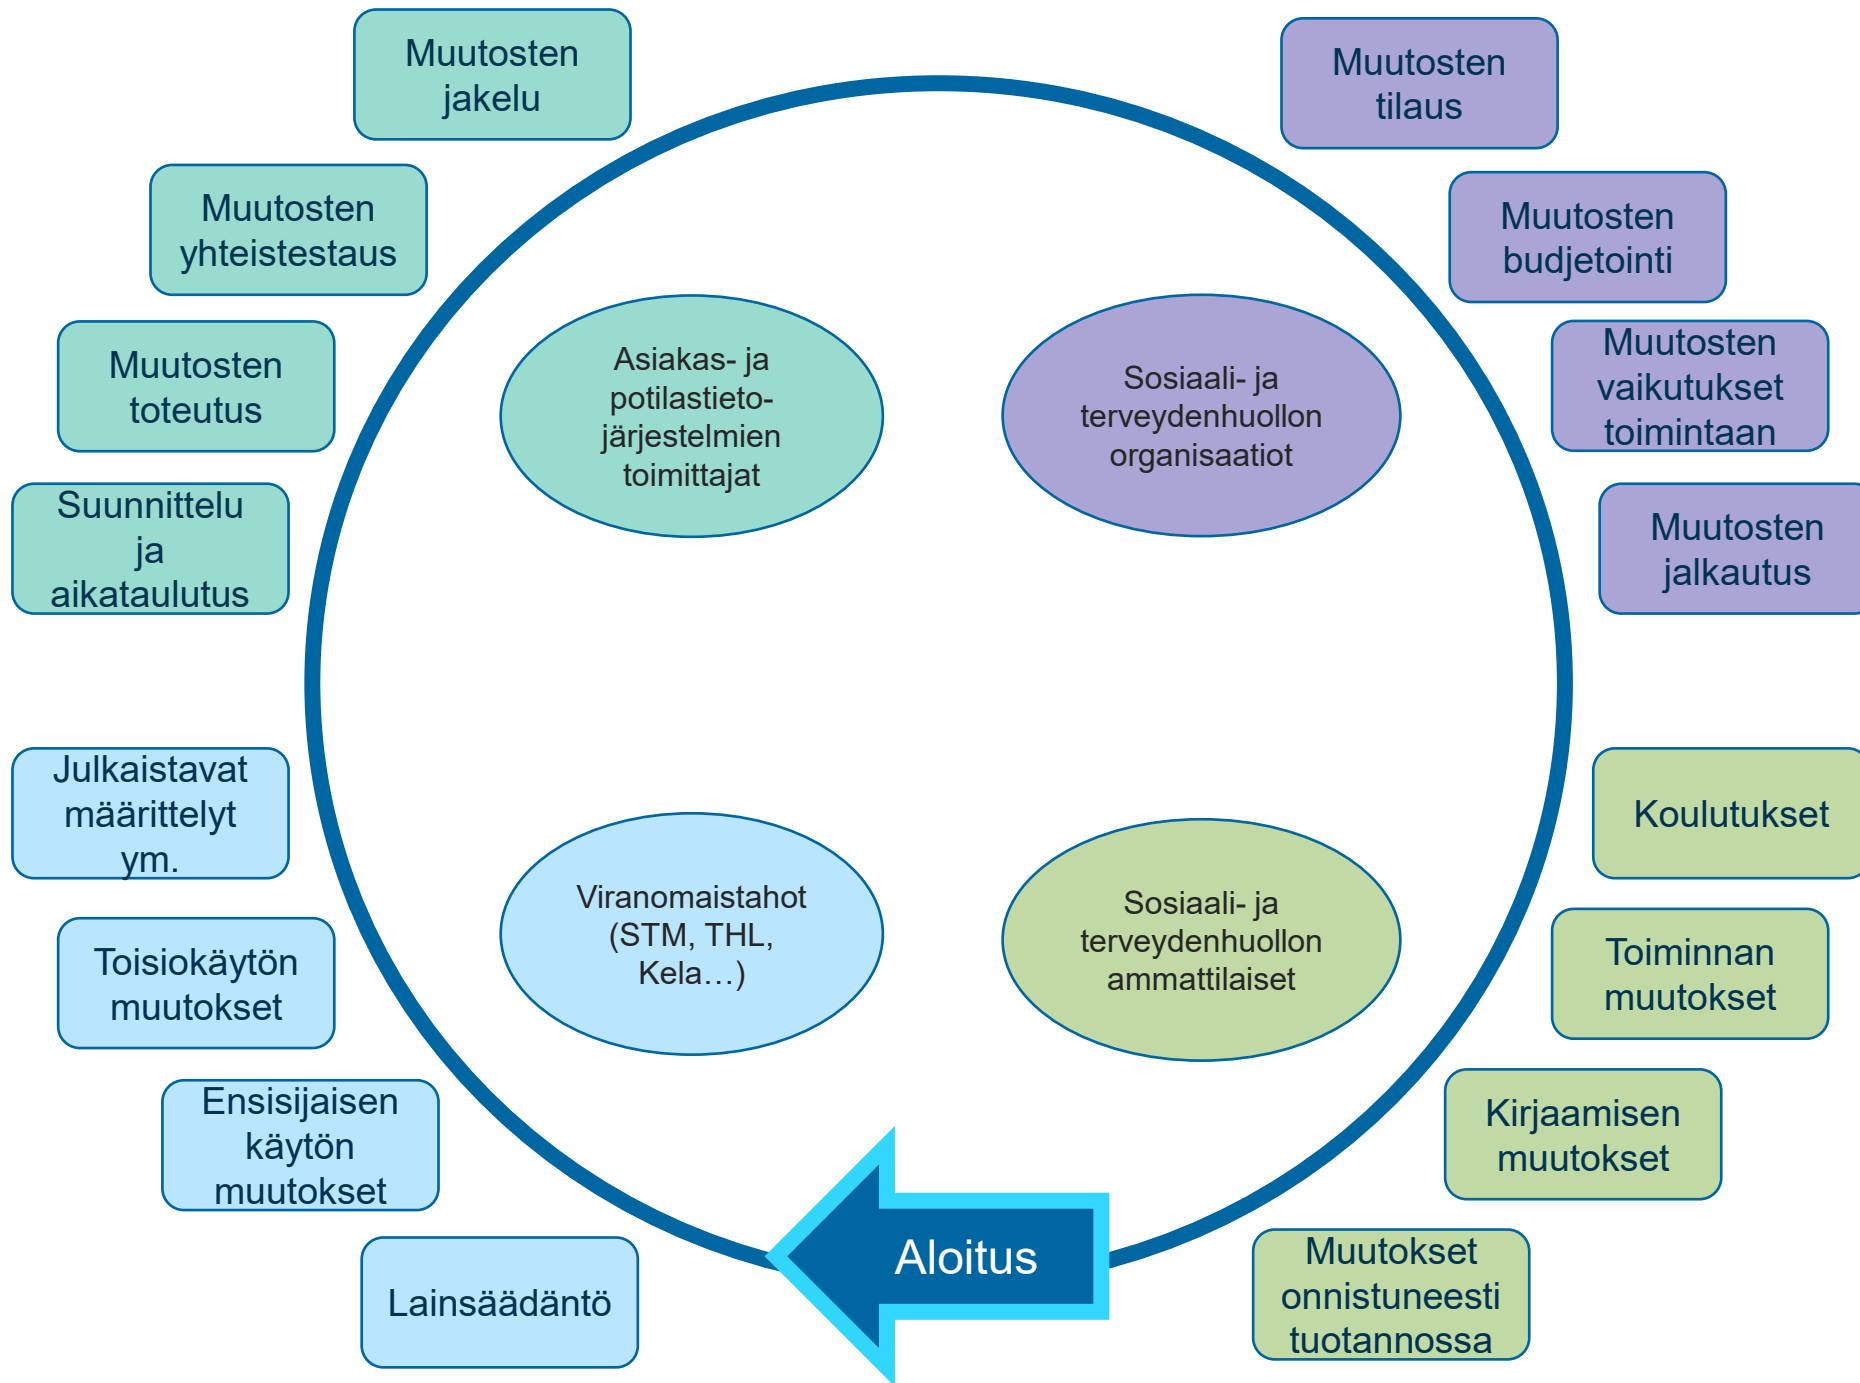 Muutosten
jakelu
Muutosten
tilaus
Muutosten
yhteistestaus
Muutosten
budjetointi
Muutosten
toteutus
Muutosten
vaikutukset
toimintaan
Asiakas- ja
potilastieto-
järjestelmien
toimittajat
Sosiaali- ja
terveydenhuollon
organisaatiot
Suunnittelu
ja
aikataulutus
Muutosten
jalkautus
Julkaistavat
määrittelyt
ym.
Koulutukset
Viranomaistahot
(STM, THL,
Kela…)
Sosiaali- ja
terveydenhuollon
ammattilaiset
Toisiokäytön
muutokset
Toiminnan
muutokset
Ensisijaisen
käytön
muutokset
Kirjaamisen
muutokset
Lainsäädäntö
Aloitus
Muutokset
onnistuneesti
tuotannossa